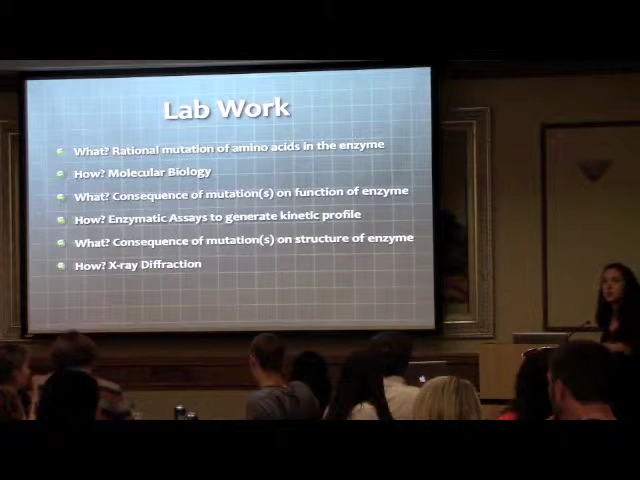 Lab Work
What? Rational mutation of amino acids in the enzyme
How? Molecular Biology
What? Consequence of mutation(s) on function of enzyme
How? Enzymatic Assays to generate kinetic profile
What? Consequence of mutation(s) on structure of enzyme
How? X-ray Diffraction